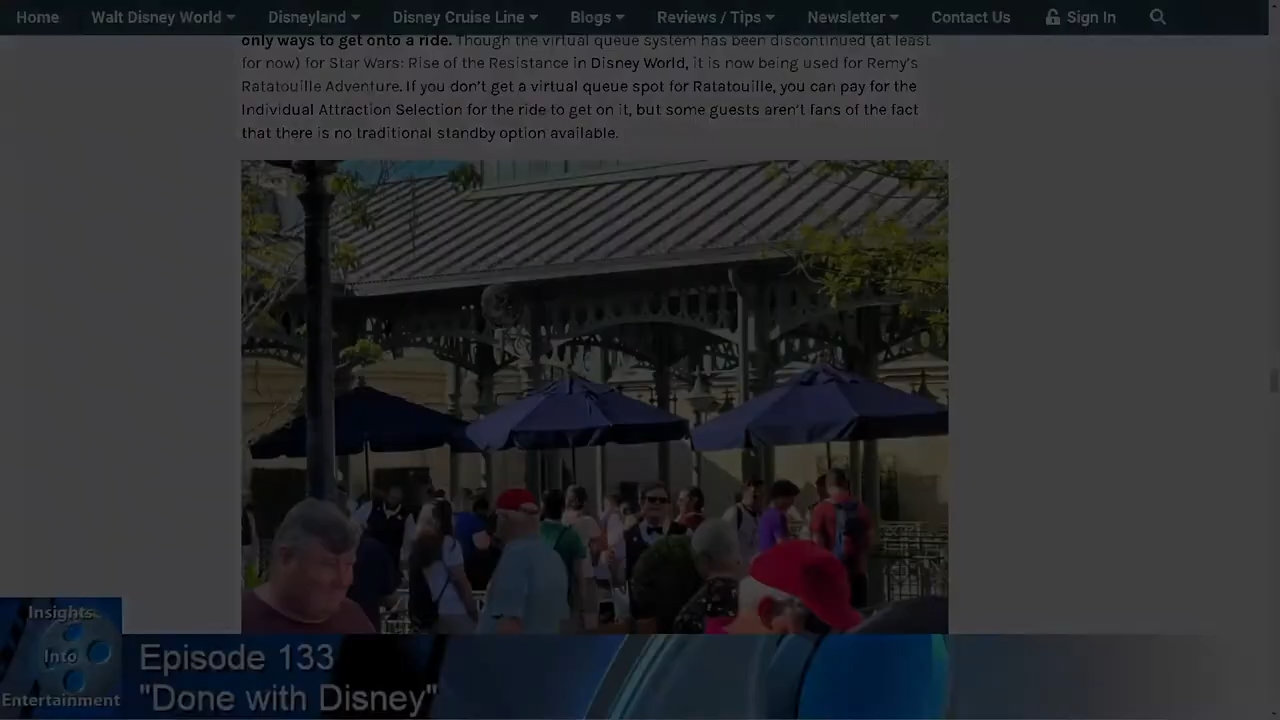 Home Walt Disney World Disneyland Disney Cruise Line Blogs Reviews / Tips Newsletter Contact Us Sign In
only ways to get onto a ride. Though the virtual queue system has been discontinued (at least
for now) for Star Wars: Rise of the Resistance in Disney World, it is now being used for Remy's
Ratatouille Adventure. If you don't get a virtual queue spot for Ratatouille, you can pay for the
Individual Attraction Selection for the ride to get on it, but some guests aren't fans of the fact
that there is no traditional standby option available.
Insights
Into
Entertainment
Episode 133
"Done with Disney"